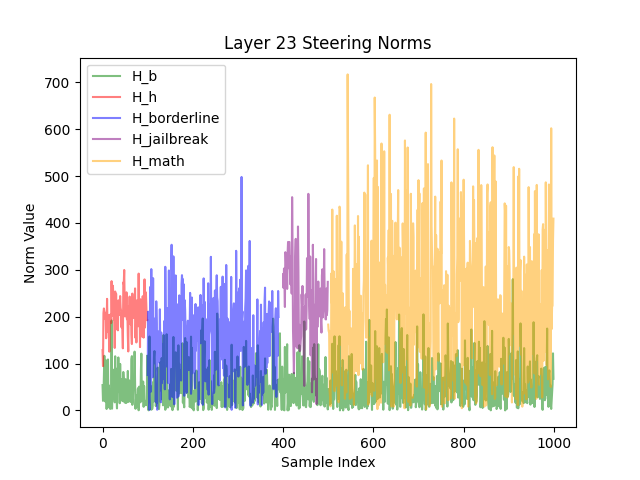 Layer 23 Steering Norms
H_b
H_h
H_borderline
H_jailbreak
H_math
Norm Value
700
600
500
400
300
200
100
0
0
200
400
600
800
1000
Sample Index